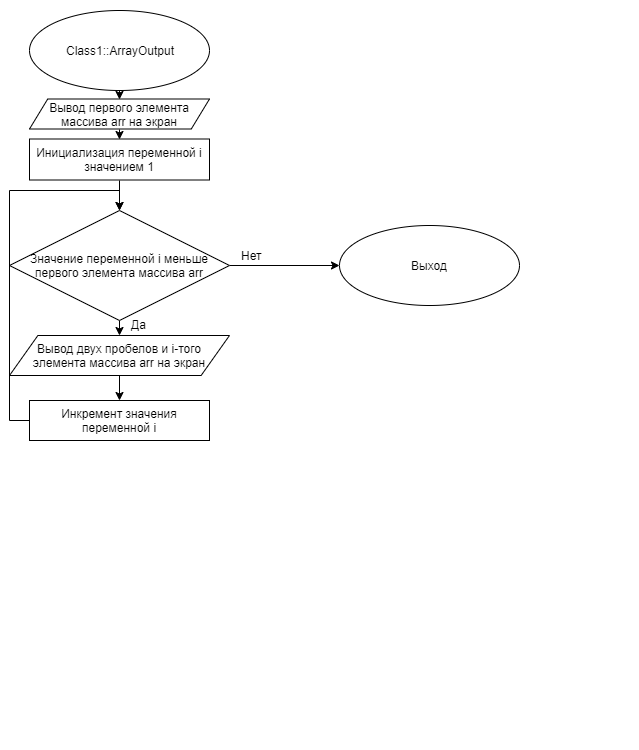 Class1::ArrayOutput
Вывод первого элемента
массива arr на экран
Инициализация переменной i
значением 1
Значение переменной i меньше
первого элемента массива arr
Нет
Выход
Да
Вывод двух пробелов и i-того
элемента массива arr на экран
Инкремент значения
переменной i